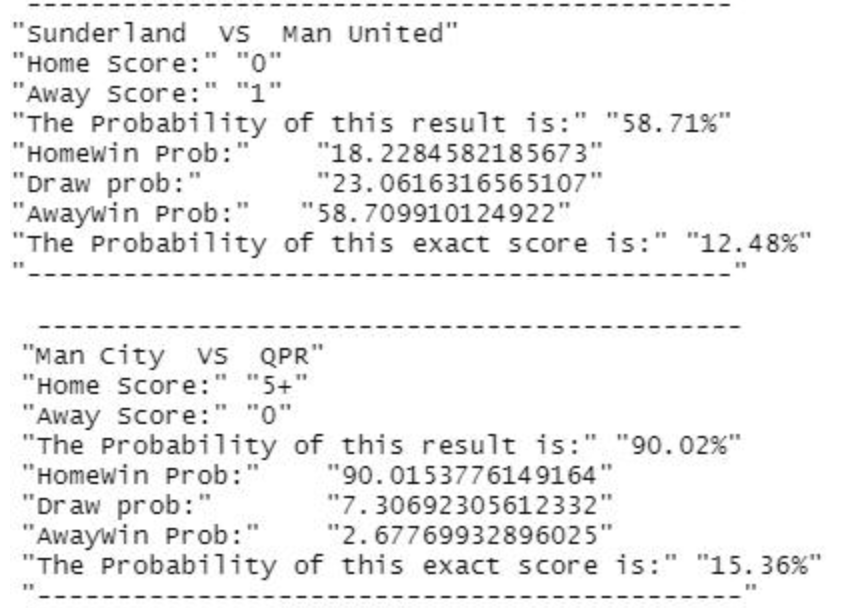 --------------------------------------------
"Sunderland  VS  Man United"
"Home Score:" "0"
"Away Score:" "1"
"The Probability of this result is:" "58.71%"
"HomeWin Prob:"    "18.2284582185673"
"Draw prob:"       "23.0616316565107"
"AwayWin Prob:"   "58.709910124922"
"The Probability of this exact score is:" "12.48%"
"--------------------------------------------"
--------------------------------------------
"Man City  VS  QPR"
"Home Score:" "5+"
"Away Score:" "0"
"The Probability of this result is:" "90.02%"
"HomeWin Prob:"    "90.0153776149164"
"Draw prob:"       "7.30692305612332"
"AwayWin Prob:"    "2.67769932896025"
"The Probability of this exact score is:" "15.36%"
"--------------------------------------------"